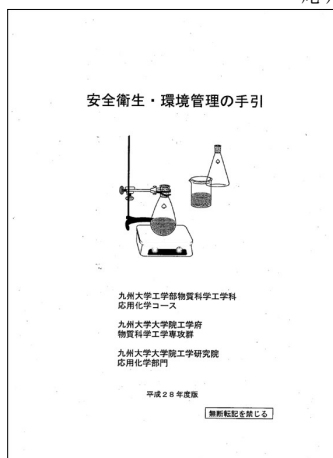 安全衛生・環境管理の手引
九州大学工学部物質科学工学科
応用化学コース
九州大学大学院工学府
物質科学工学専攻群
九州大学大学院工学研究院
応用化学部門
平成28年度版
無断転記を禁じる